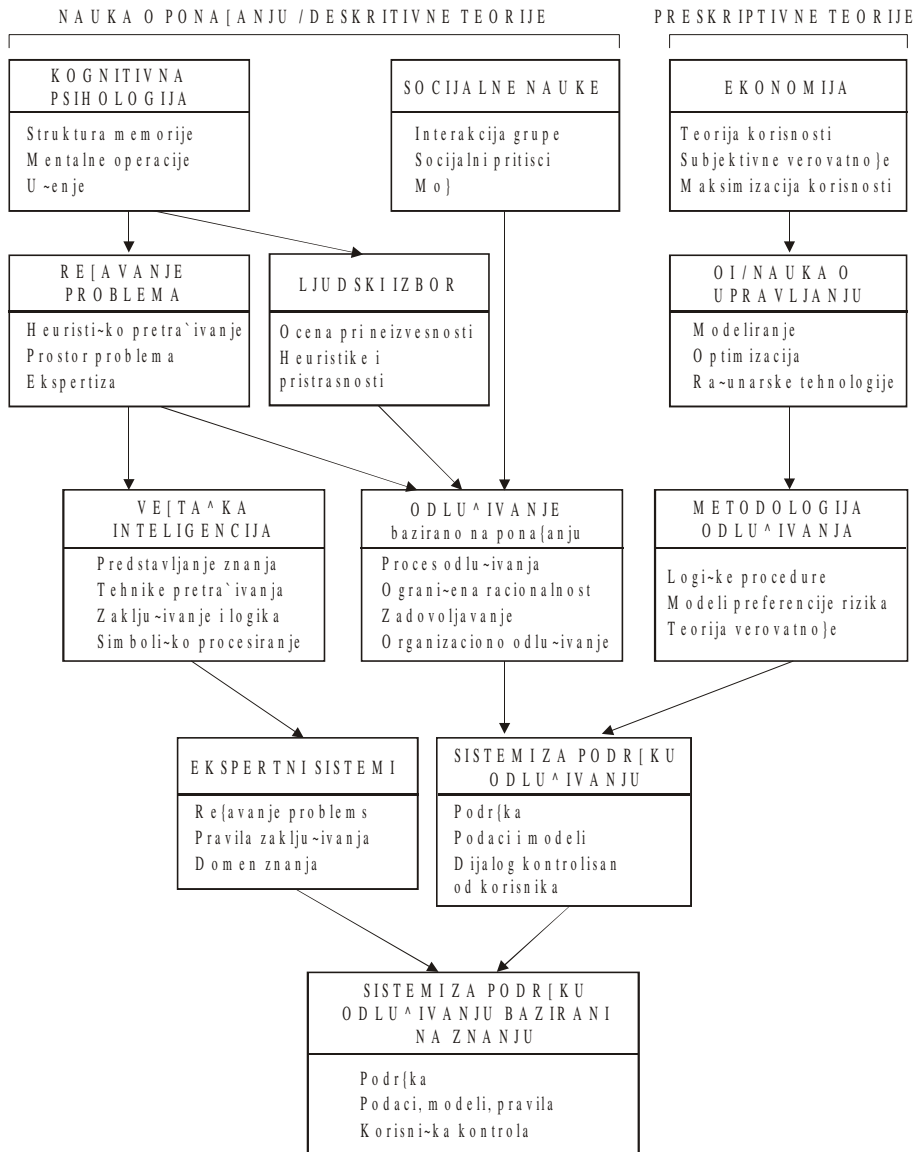 NAUKA O PONA[ANJU / DESKRITIVNE TEORIJE
PRESKRIPTIVNE TEORIJE
KOGNITIVNA
PSIHOLOGIJA
Struktura memorije
Mentalne operacije
U~enje
SOCIJALNE NAUKE
Interakcija grupe
Socijalni pritisci
Mo}
EKONOMIJA
Teorija korisnosti
Subjektivne verovatno}e
Maksimizacija korisnosti
RE[AVANJE
PROBLEMA
Heuristi~ko pretra`ivanje
Prostor problema
Ekspertiza
LJUDSKI IZBOR
Ocena pri neizvesnosti
Heuristike i
pristrasnosti
OI/NAUKA O
UPRAVLJANJU
Modeliranje
Optimizacija
Ra~unarske tehnologije
VE[TA^KA
INTELIGENCIJA
Predstavljanje znanja
Tehnike pretra`ivanja
Zaklju~ivanje i logika
Simboli~ko procesiranje
ODLU^IVANJE
bazirano na pona{anju
Proces odlu~ivanja
Ograni~ena racionalnost
Zadovoljavanje
Organizaciono odlu~ivanje
METODOLOGIJA
ODLU^IVANJA
Logi~ke procedure
Modeli preferencije rizika
Teorija verovatno}e
EKSPERTNI SISTEMI
Re{avanje problems
Pravila zaklju~ivanja
Domen znanja
SISTEMI ZA PODR[KU
ODLU^IVANJU
Podr{ka
Podaci i modeli
Dijalog kontrolisan
od korisnika
SISTEMI ZA PODR[KU
ODLU^IVANJU BAZIRANI
NA ZNANJU
Podr{ka
Podaci, modeli, pravila
Korisni~ka kontrola